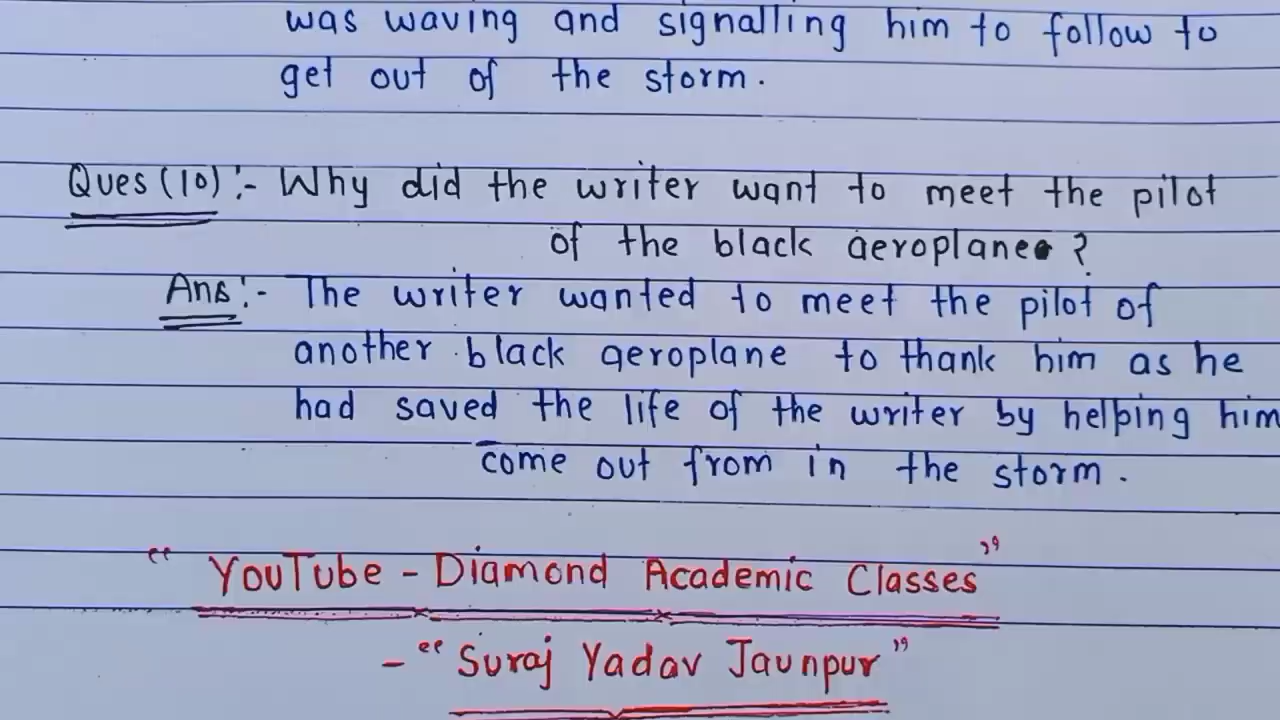 was waving and signalling him to follow to
get out of the storm.
Ques (10) :- Why did the writer want to meet the pilot
of the black aeroplane ?
Ans :- The writer wanted to meet the pilot of
another black aeroplane to thank him as he
had saved the life of the writer by helping him
come out from in the storm.
"YouTube - Diamond Academic Classes"
- "Suraj Yadav Jaunpur"